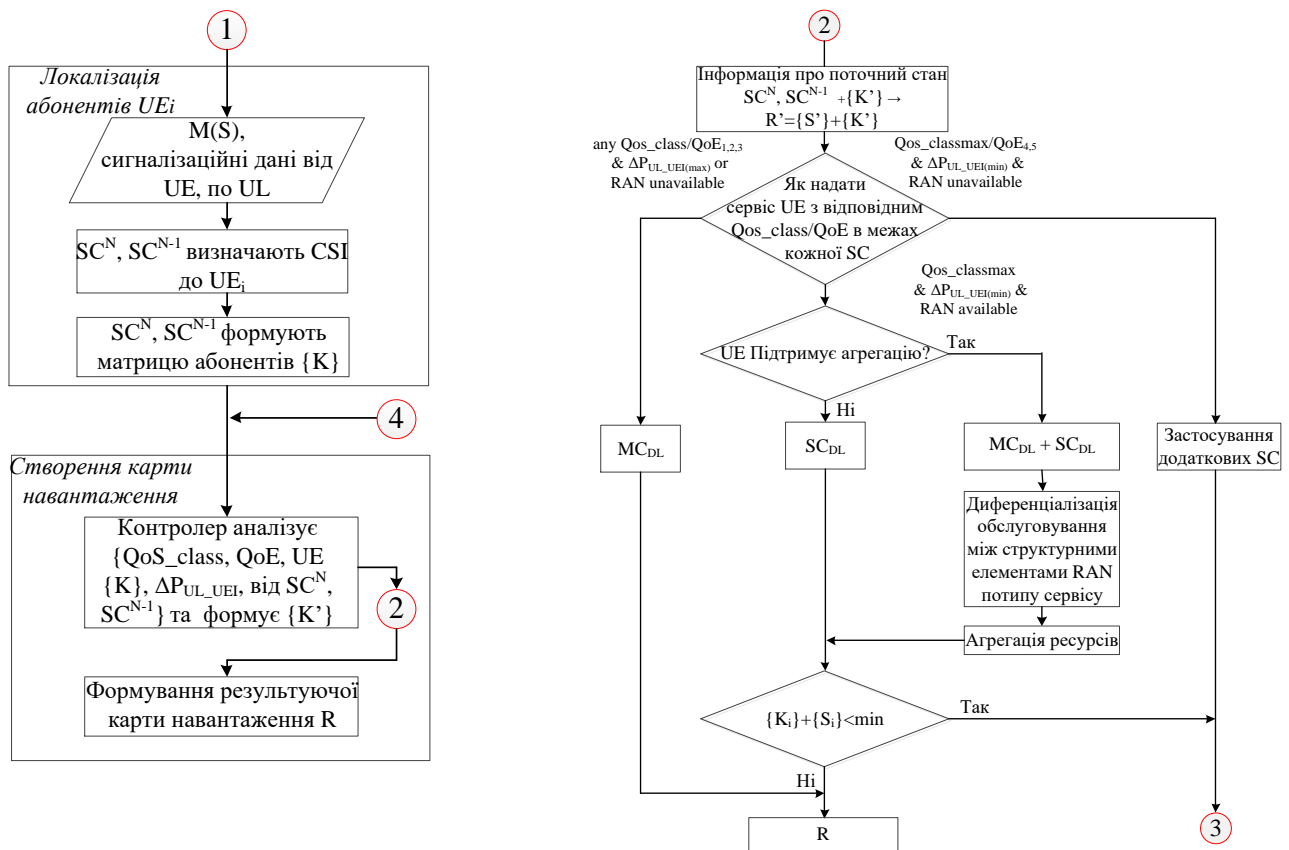 1
Локалізація
абонентів UEi
M(S),
сигналізаційні дані від
UE, по UL
SC^N, SC^N-1 визначають CSI
до UE_i
SC^N, SC^N-1 формують
матрицю абонентів {K}
4
Створення карти
навантаження
Контролер аналізує
{QoS_class, QoE, UE
{K}, ΔP_UL_UEI, від SC^N,
SC^N-1} та формує {K’}
2
Формування результуючої
карти навантаження R
2
Інформація про поточний стан
SC^N, SC^N-1 +{K’} →
R’={S’}+{K’}
any Qos_class/QoE_1,2,3
& ΔP_UL_UEI(max) or
RAN unavailable
Qos_classmax/QoE_4,5
& ΔP_UL_UEI(min) &
RAN unavailable
Як надати
сервіс UE з відповідним
Qos_class/QoE в межах
кожної SC
Qos_classmax
& ΔP_UL_UEI(min) &
RAN available
UE Підтримує агрегацію?
Так
Ні
MC_DL
SC_DL
MC_DL + SC_DL
Застосування
додаткових SC
Диференціалізація
обслуговування
між структурними
елементами RAN
потипу сервісу
Агрегація ресурсів
{K_i}+{S_i}<min
Так
Ні
R
3